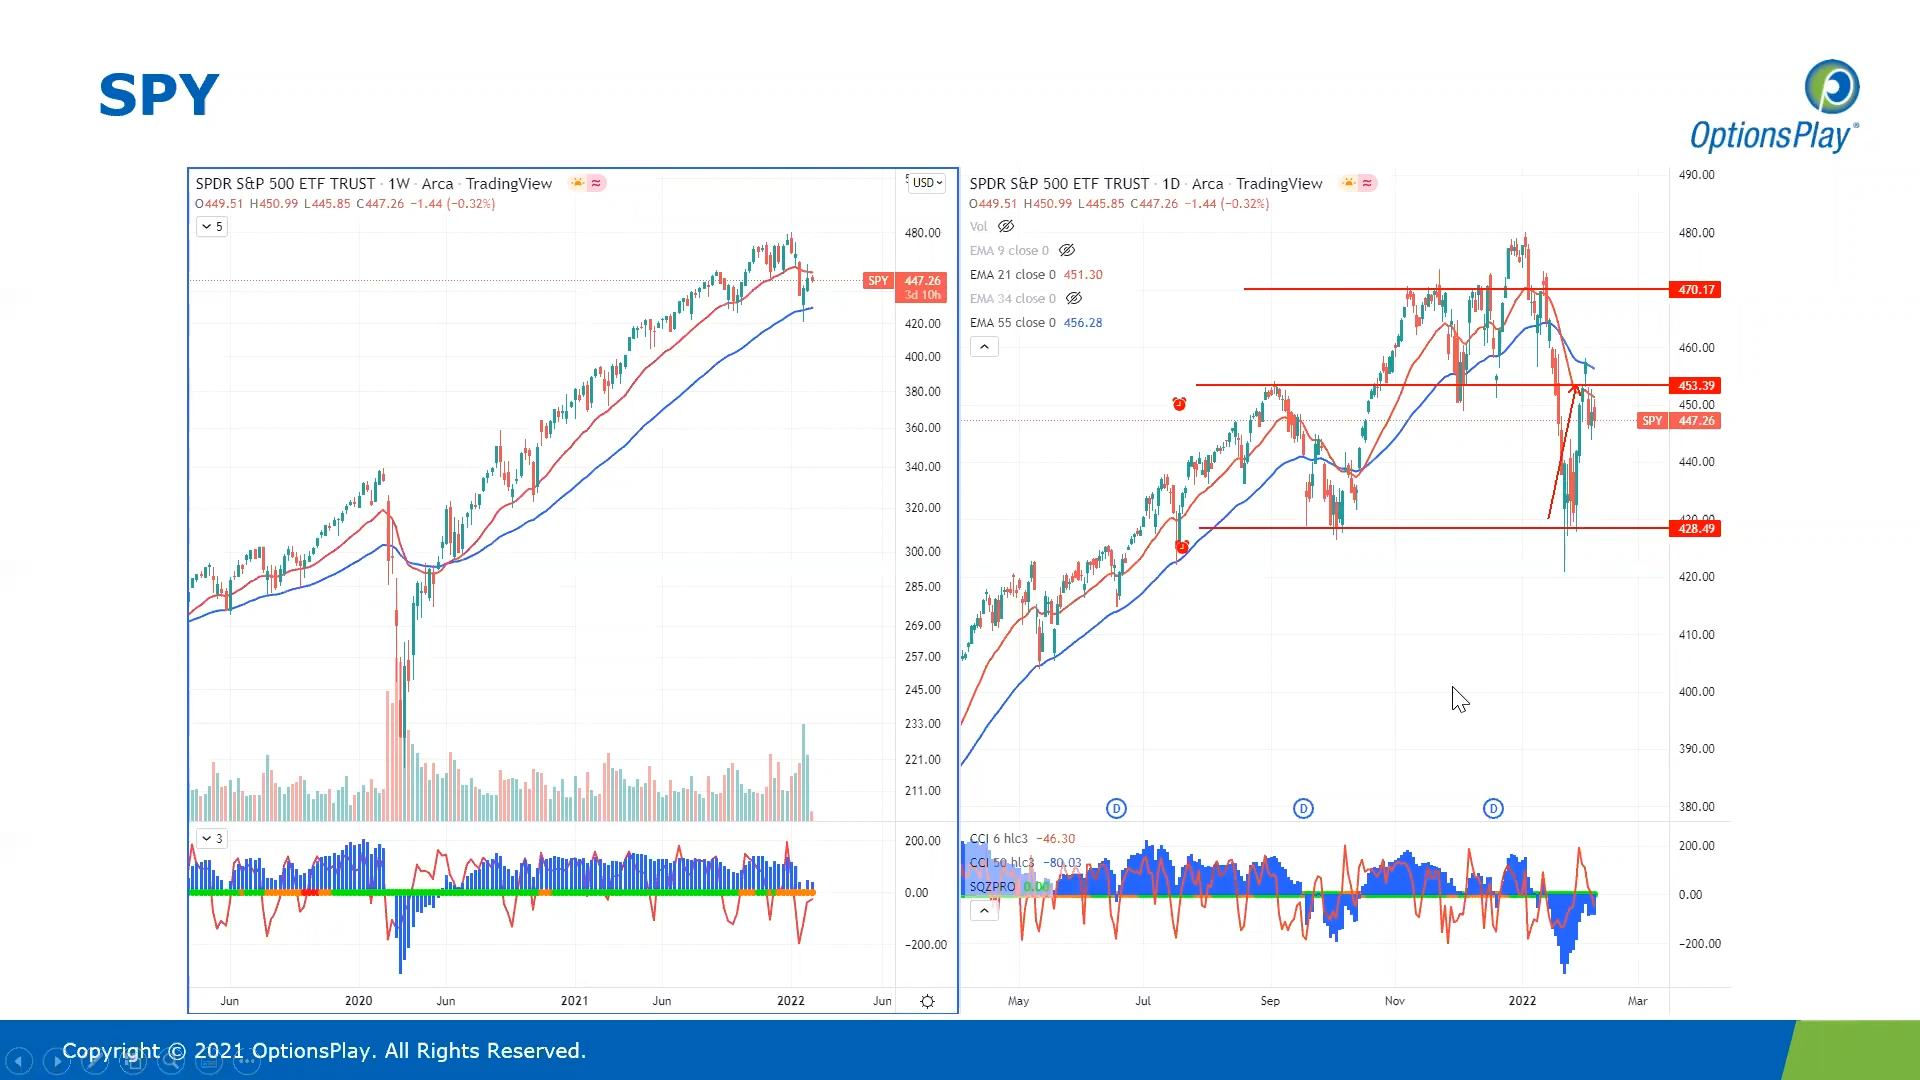 SPY
OptionsPlay®
SPDR S&P 500 ETF TRUST · 1W · Arca · TradingView
O449.51 H450.99 L445.85 C447.26 −1.44 (−0.32%)
5
USD
480.00
SPY 447.26
3d 10h
420.00
400.00
380.00
360.00
340.00
320.00
300.00
285.00
269.00
257.00
245.00
233.00
221.00
211.00
3
200.00
0.00
−200.00
Jun 2020 Jun 2021 Jun 2022 Jun
SPDR S&P 500 ETF TRUST · 1D · Arca · TradingView
O449.51 H450.99 L445.85 C447.26 −1.44 (−0.32%)
Vol
EMA 9 close 0
EMA 21 close 0 451.30
EMA 34 close 0
EMA 55 close 0 456.28
490.00
480.00
470.17
460.00
453.39
450.00
SPY 447.26
440.00
428.49
420.00
410.00
400.00
390.00
380.00
D D D
CCI 6 hlc3 −46.30
CCI 50 hlc3 −80.03
SQZPRO 0.00
200.00
0.00
−200.00
May Jul Sep Nov 2022 Mar
Copyright © 2021 OptionsPlay. All Rights Reserved.